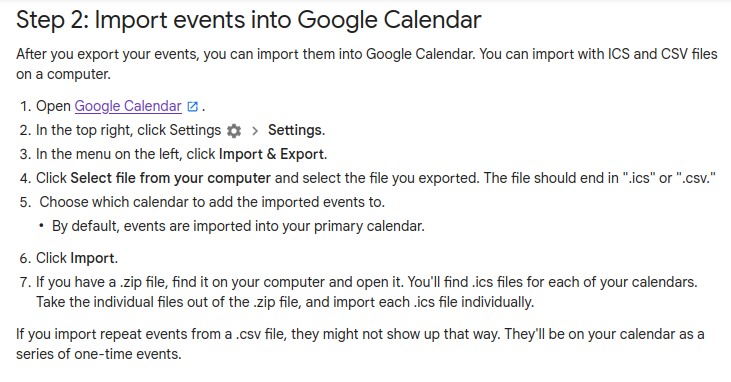 Step 2: Import events into Google Calendar
After you export your events, you can import them into Google Calendar. You can import with ICS and CSV files
on a computer.
1. Open Google Calendar .
2. In the top right, click Settings > Settings.
3. In the menu on the left, click Import & Export.
4. Click Select file from your computer and select the file you exported. The file should end in ".ics" or ".csv."
5. Choose which calendar to add the imported events to.
• By default, events are imported into your primary calendar.
6. Click Import.
7. If you have a .zip file, find it on your computer and open it. You'll find .ics files for each of your calendars.
Take the individual files out of the .zip file, and import each .ics file individually.
If you import repeat events from a .csv file, they might not show up that way. They'll be on your calendar as a
series of one-time events.